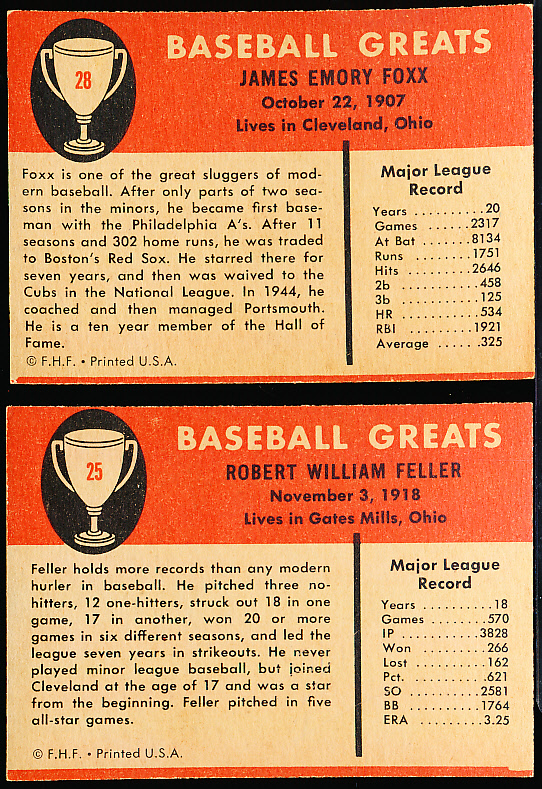 28
BASEBALL GREATS
JAMES EMORY FOXX
October 22, 1907
Lives in Cleveland, Ohio
Foxx is one of the great sluggers of mod-
ern baseball. After only parts of two sea-
sons in the minors, he became first base-
man with the Philadelphia A's. After 11
seasons and 302 home runs, he was traded
to Boston's Red Sox. He starred there for
seven years, and then was waived to the
Cubs in the National League. In 1944, he
coached and then managed Portsmouth.
He is a ten year member of the Hall of
Fame.
© F.H.F. • Printed U.S.A.
Major League
Record
Years ..........20
Games ......2317
At Bat .......8134
Runs .........1751
Hits ..........2646
2b ............458
3b ............125
HR ............534
RBI ..........1921
Average ......325
25
BASEBALL GREATS
ROBERT WILLIAM FELLER
November 3, 1918
Lives in Gates Mills, Ohio
Feller holds more records than any modern
hurler in baseball. He pitched three no-
hitters, 12 one-hitters, struck out 18 in one
game, 17 in another, won 20 or more
games in six different seasons, and led the
league seven years in strikeouts. He never
played minor league baseball, but joined
Cleveland at the age of 17 and was a star
from the beginning. Feller pitched in five
all-star games.
© F.H.F. • Printed U.S.A.
Major League
Record
Years ..........18
Games ........570
IP ............3828
Won ..........266
Lost ..........162
Pct. ..........621
SO ..........2581
BB ..........1764
ERA .........3.25